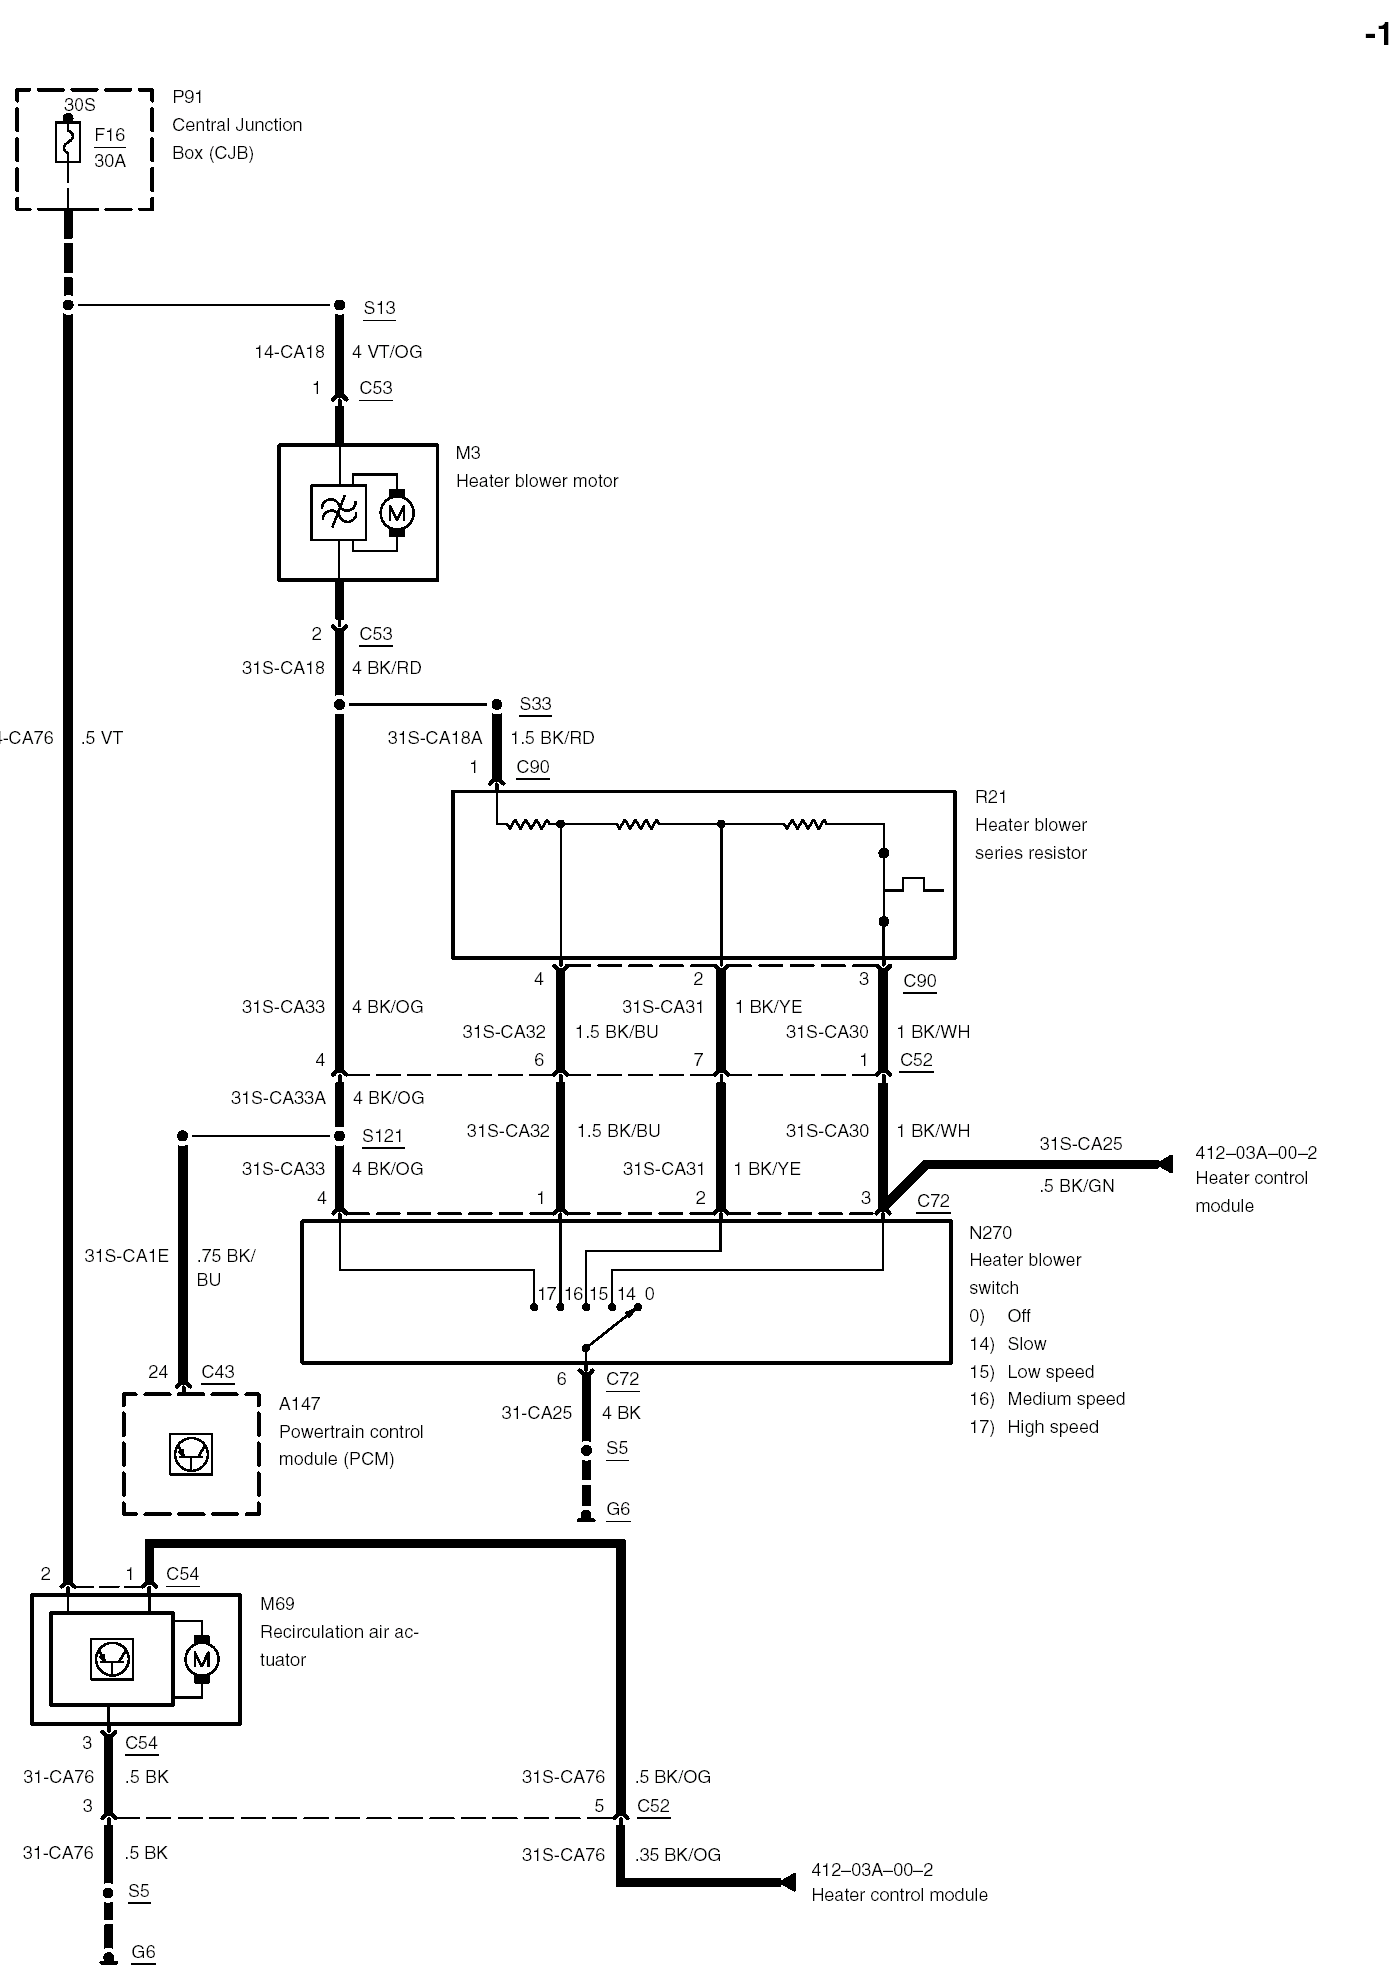 -1
30S
F16
30A
P91
Central Junction
Box (CJB)
S13
14-CA18 4 VT/OG
1 C53
M3
Heater blower motor
M
2 C53
31S-CA18 4 BK/RD
S33
-CA76 .5 VT
31S-CA18A 1.5 BK/RD
1 C90
R21
Heater blower
series resistor
4 2 3 C90
31S-CA33 4 BK/OG 31S-CA31 1 BK/YE
31S-CA32 1.5 BK/BU 31S-CA30 1 BK/WH
4 6 7 1 C52
31S-CA33A 4 BK/OG
S121
31S-CA32 1.5 BK/BU 31S-CA30 1 BK/WH
31S-CA25
.5 BK/GN
412–03A–00–2
Heater control
module
31S-CA33 4 BK/OG 31S-CA31 1 BK/YE
4 1 2 3 C72
N270
Heater blower
switch
0) Off
14) Slow
15) Low speed
16) Medium speed
17) High speed
31S-CA1E .75 BK/
BU
17 16 15 14 0
24 C43
6 C72
31-CA25 4 BK
A147
Powertrain control
module (PCM)
S5
G6
2 1 C54
M69
Recirculation air ac-
tuator
M
3 C54
31-CA76 .5 BK 31S-CA76 .5 BK/OG
3 5 C52
31-CA76 .5 BK 31S-CA76 .35 BK/OG
412–03A–00–2
Heater control module
S5
G6